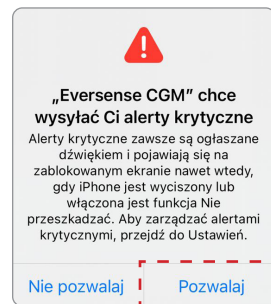 „Eversense CGM” chce
wysyłać Ci alerty krytyczne
Alerty krytyczne zawsze są ogłaszane
dźwiękiem i pojawiają się na
zablokowanym ekranie nawet wtedy,
gdy iPhone jest wyciszony lub
włączona jest funkcja Nie
przeszkadzać. Aby zarządzać alertami
krytycznymi, przejdź do Ustawień.
Nie pozwalaj Pozwalaj